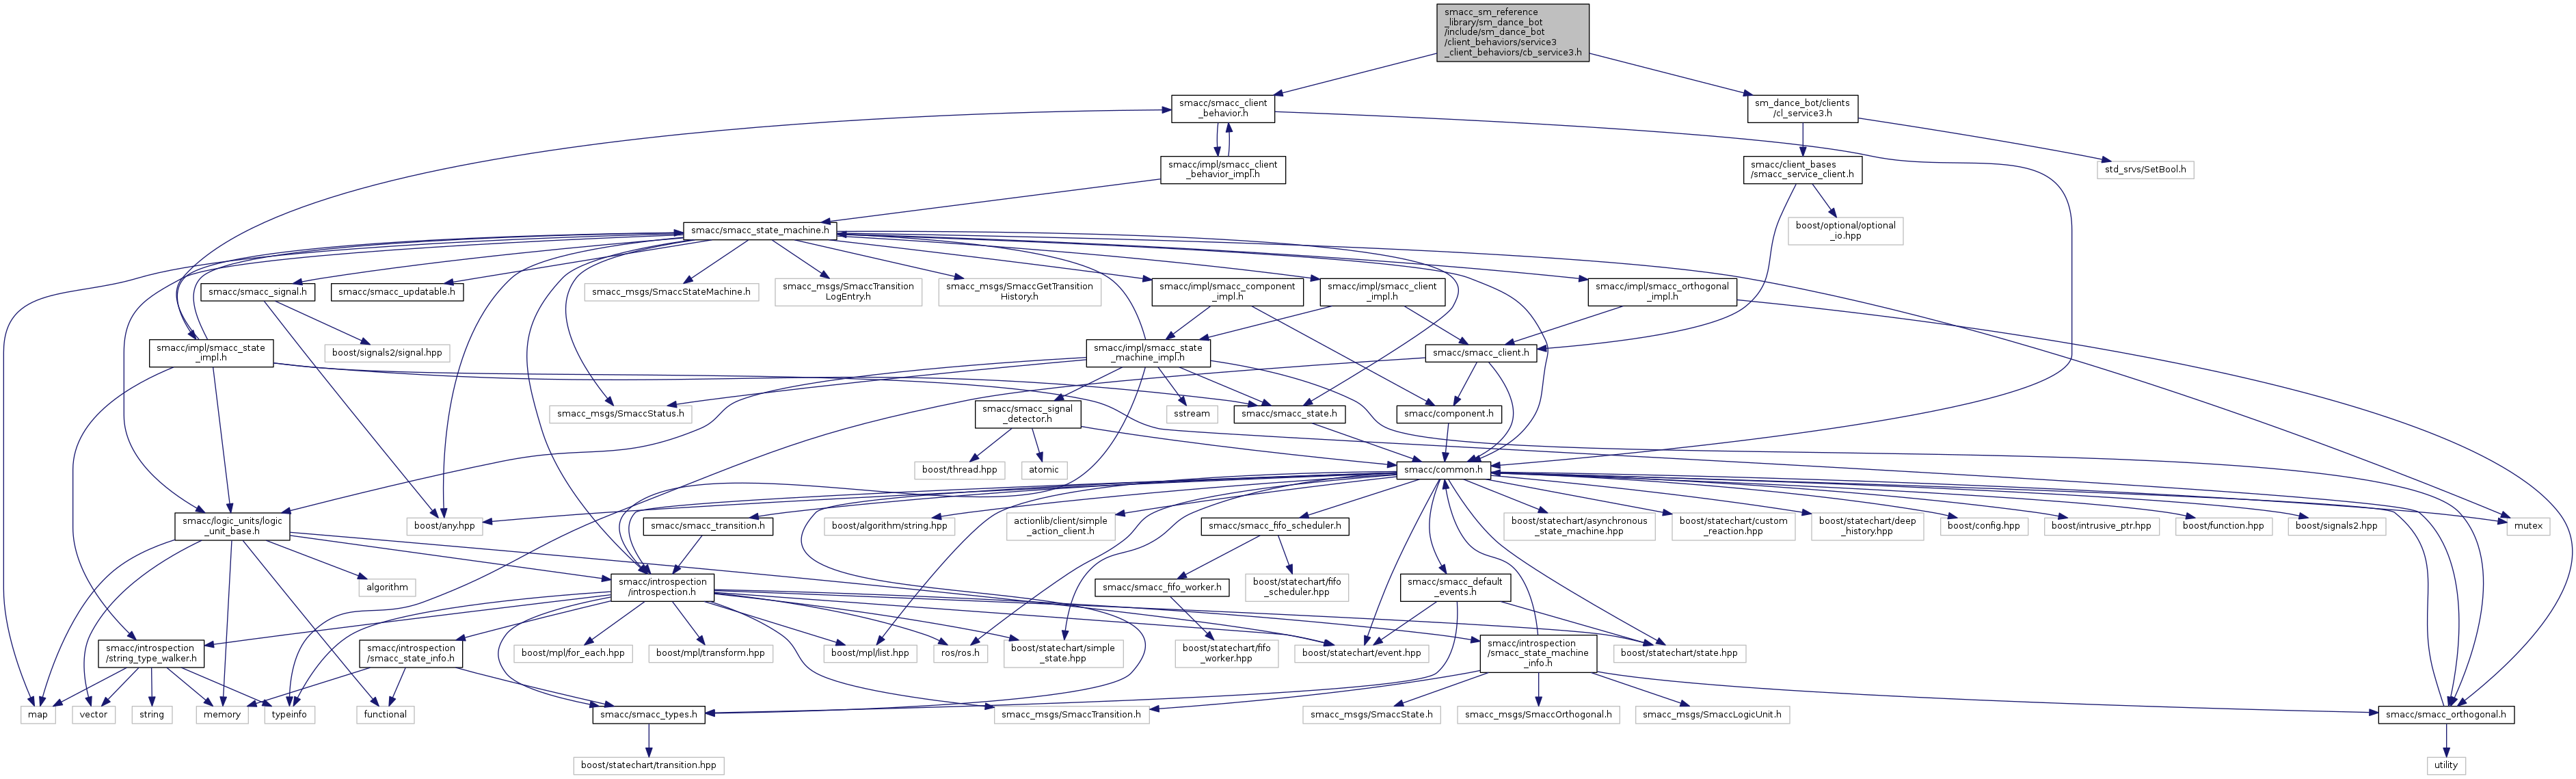 smacc_sm_reference
_library/sm_dance_bot
/include/sm_dance_bot
/client_behaviors/service3
_client_behaviors/cb_service3.h
smacc/smacc_client
_behavior.h
sm_dance_bot/clients
/cl_service3.h
smacc/impl/smacc_client
_behavior_impl.h
smacc/client_bases
/smacc_service_client.h
std_srvs/SetBool.h
smacc/smacc_state_machine.h
boost/optional/optional
_io.hpp
smacc/smacc_signal.h
smacc/smacc_updatable.h
smacc_msgs/SmaccStateMachine.h
smacc_msgs/SmaccTransition
LogEntry.h
smacc_msgs/SmaccGetTransition
History.h
smacc/impl/smacc_component
_impl.h
smacc/impl/smacc_client
_impl.h
smacc/impl/smacc_orthogonal
_impl.h
smacc/impl/smacc_state
_impl.h
boost/signals2/signal.hpp
smacc/impl/smacc_state
_machine_impl.h
smacc/smacc_client.h
smacc_msgs/SmaccStatus.h
smacc/smacc_signal
_detector.h
sstream
smacc/smacc_state.h
smacc/component.h
boost/thread.hpp
atomic
smacc/common.h
smacc/logic_units/logic
_unit_base.h
boost/any.hpp
smacc/smacc_transition.h
boost/algorithm/string.hpp
actionlib/client/simple
_action_client.h
smacc/smacc_fifo_scheduler.h
boost/statechart/asynchronous
_state_machine.hpp
boost/statechart/custom
_reaction.hpp
boost/statechart/deep
_history.hpp
boost/config.hpp
boost/intrusive_ptr.hpp
boost/function.hpp
boost/signals2.hpp
mutex
algorithm
smacc/introspection
/introspection.h
smacc/smacc_fifo_worker.h
boost/statechart/fifo
_scheduler.hpp
smacc/smacc_default
_events.h
smacc/introspection
/string_type_walker.h
smacc/introspection
/smacc_state_info.h
boost/mpl/for_each.hpp
boost/mpl/transform.hpp
boost/mpl/list.hpp
ros/ros.h
boost/statechart/simple
_state.hpp
boost/statechart/fifo
_worker.hpp
boost/statechart/event.hpp
smacc/introspection
/smacc_state_machine
_info.h
boost/statechart/state.hpp
map
vector
string
memory
typeinfo
functional
smacc/smacc_types.h
smacc_msgs/SmaccTransition.h
smacc_msgs/SmaccState.h
smacc_msgs/SmaccOrthogonal.h
smacc_msgs/SmaccLogicUnit.h
smacc/smacc_orthogonal.h
boost/statechart/transition.hpp
utility